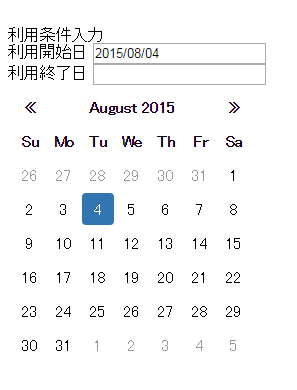 利用条件入力
利用開始日 2015/08/04
利用終了日
« August 2015 »
Su Mo Tu We Th Fr Sa
26 27 28 29 30 31 1
2 3 4 5 6 7 8
9 10 11 12 13 14 15
16 17 18 19 20 21 22
23 24 25 26 27 28 29
30 31 1 2 3 4 5